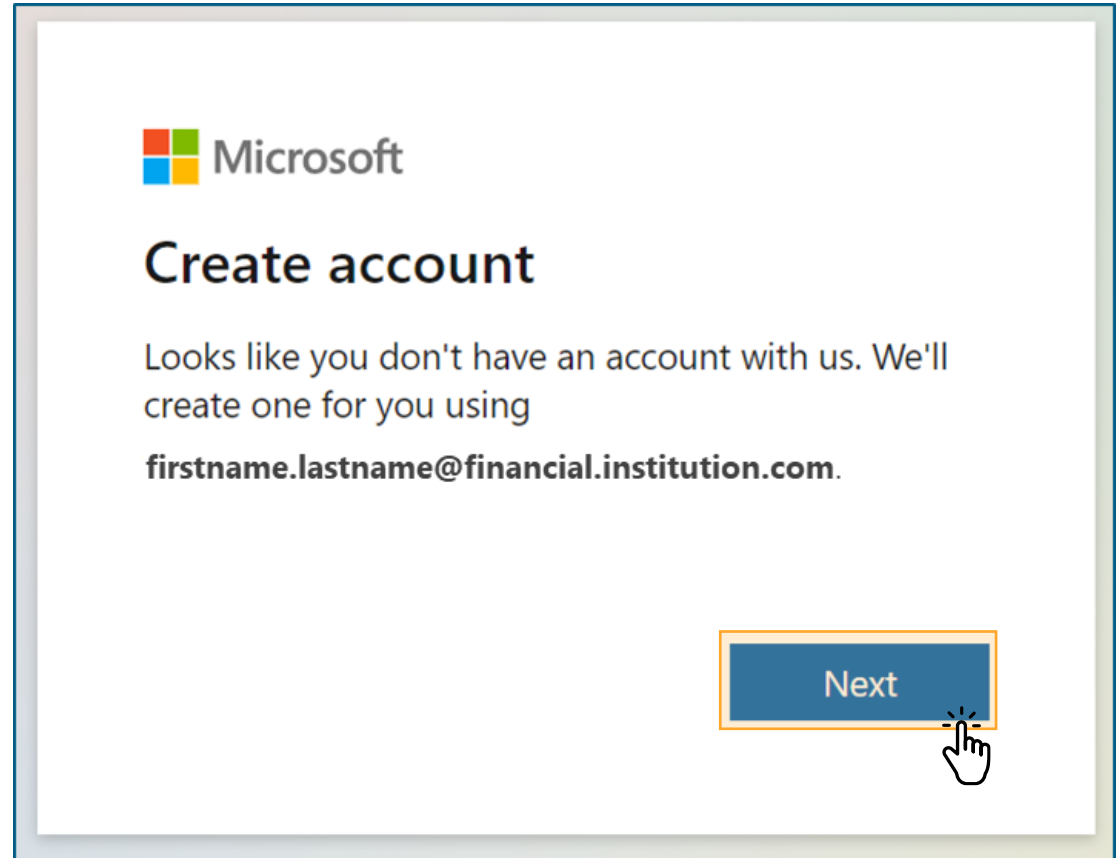 Microsoft
Create account
Looks like you don't have an account with us. We'll
create one for you using
firstname.lastname@financial.institution.com.
Next